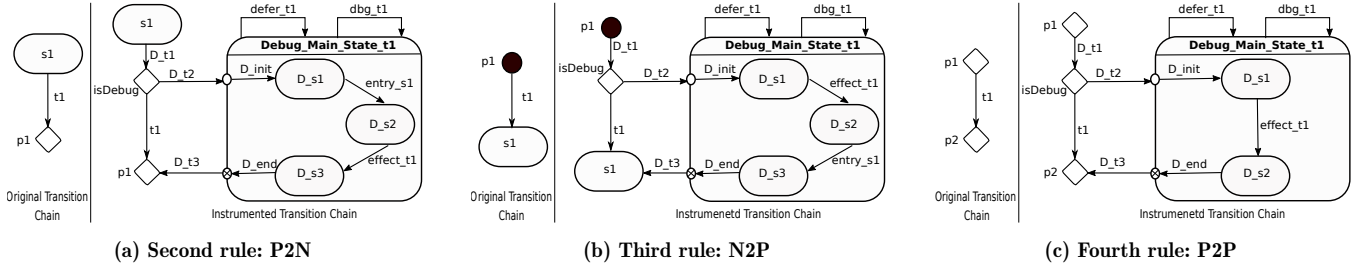 s1
t1
p1
Original Transition
Chain
s1
D_t1
isDebug
D_t2
t1
p1
D_t3
defer_t1
dbg_t1
Debug_Main_State_t1
D_init
D_s1
entry_s1
D_s2
effect_t1
D_end
D_s3
Instrumented Transition Chain
(a) Second rule: P2N
p1
t1
s1
Original Transition
Chain
p1
D_t1
isDebug
D_t2
t1
s1
D_t3
defer_t1
dbg_t1
Debug_Main_State_t1
D_init
D_s1
effect_t1
D_s2
entry_s1
D_end
D_s3
Instrumenetd Transition Chain
(b) Third rule: N2P
p1
t1
p2
Original Transition
Chain
p1
D_t1
isDebug
D_t2
t1
p2
D_t3
defer_t1
dbg_t1
Debug_Main_State_t1
D_init
D_s1
effect_t1
D_end
D_s2
Instrumenetd Transition Chain
(c) Fourth rule: P2P